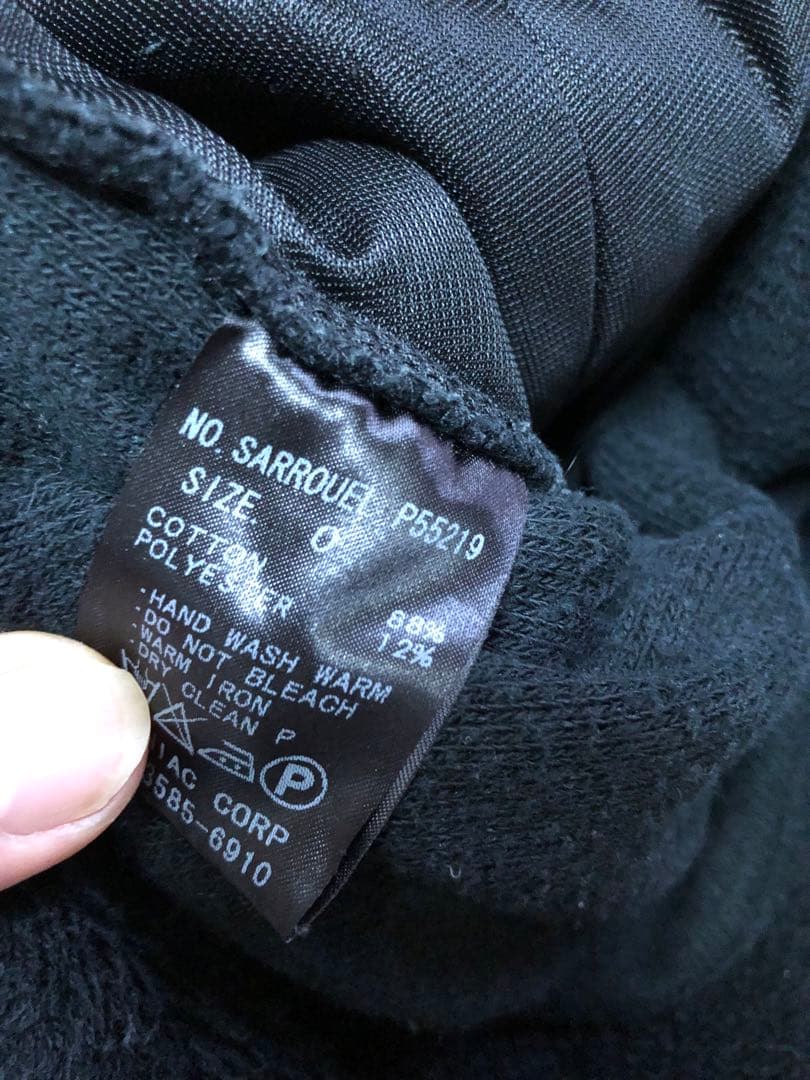 NO. SARROUEL P55219
SIZE. 0
COTTON 88%
POLYESTER 12%
·HAND WASH WARM
·DO NOT BLEACH
·WARM IRON
·DRY CLEAN P
P
CORP
3585-6910